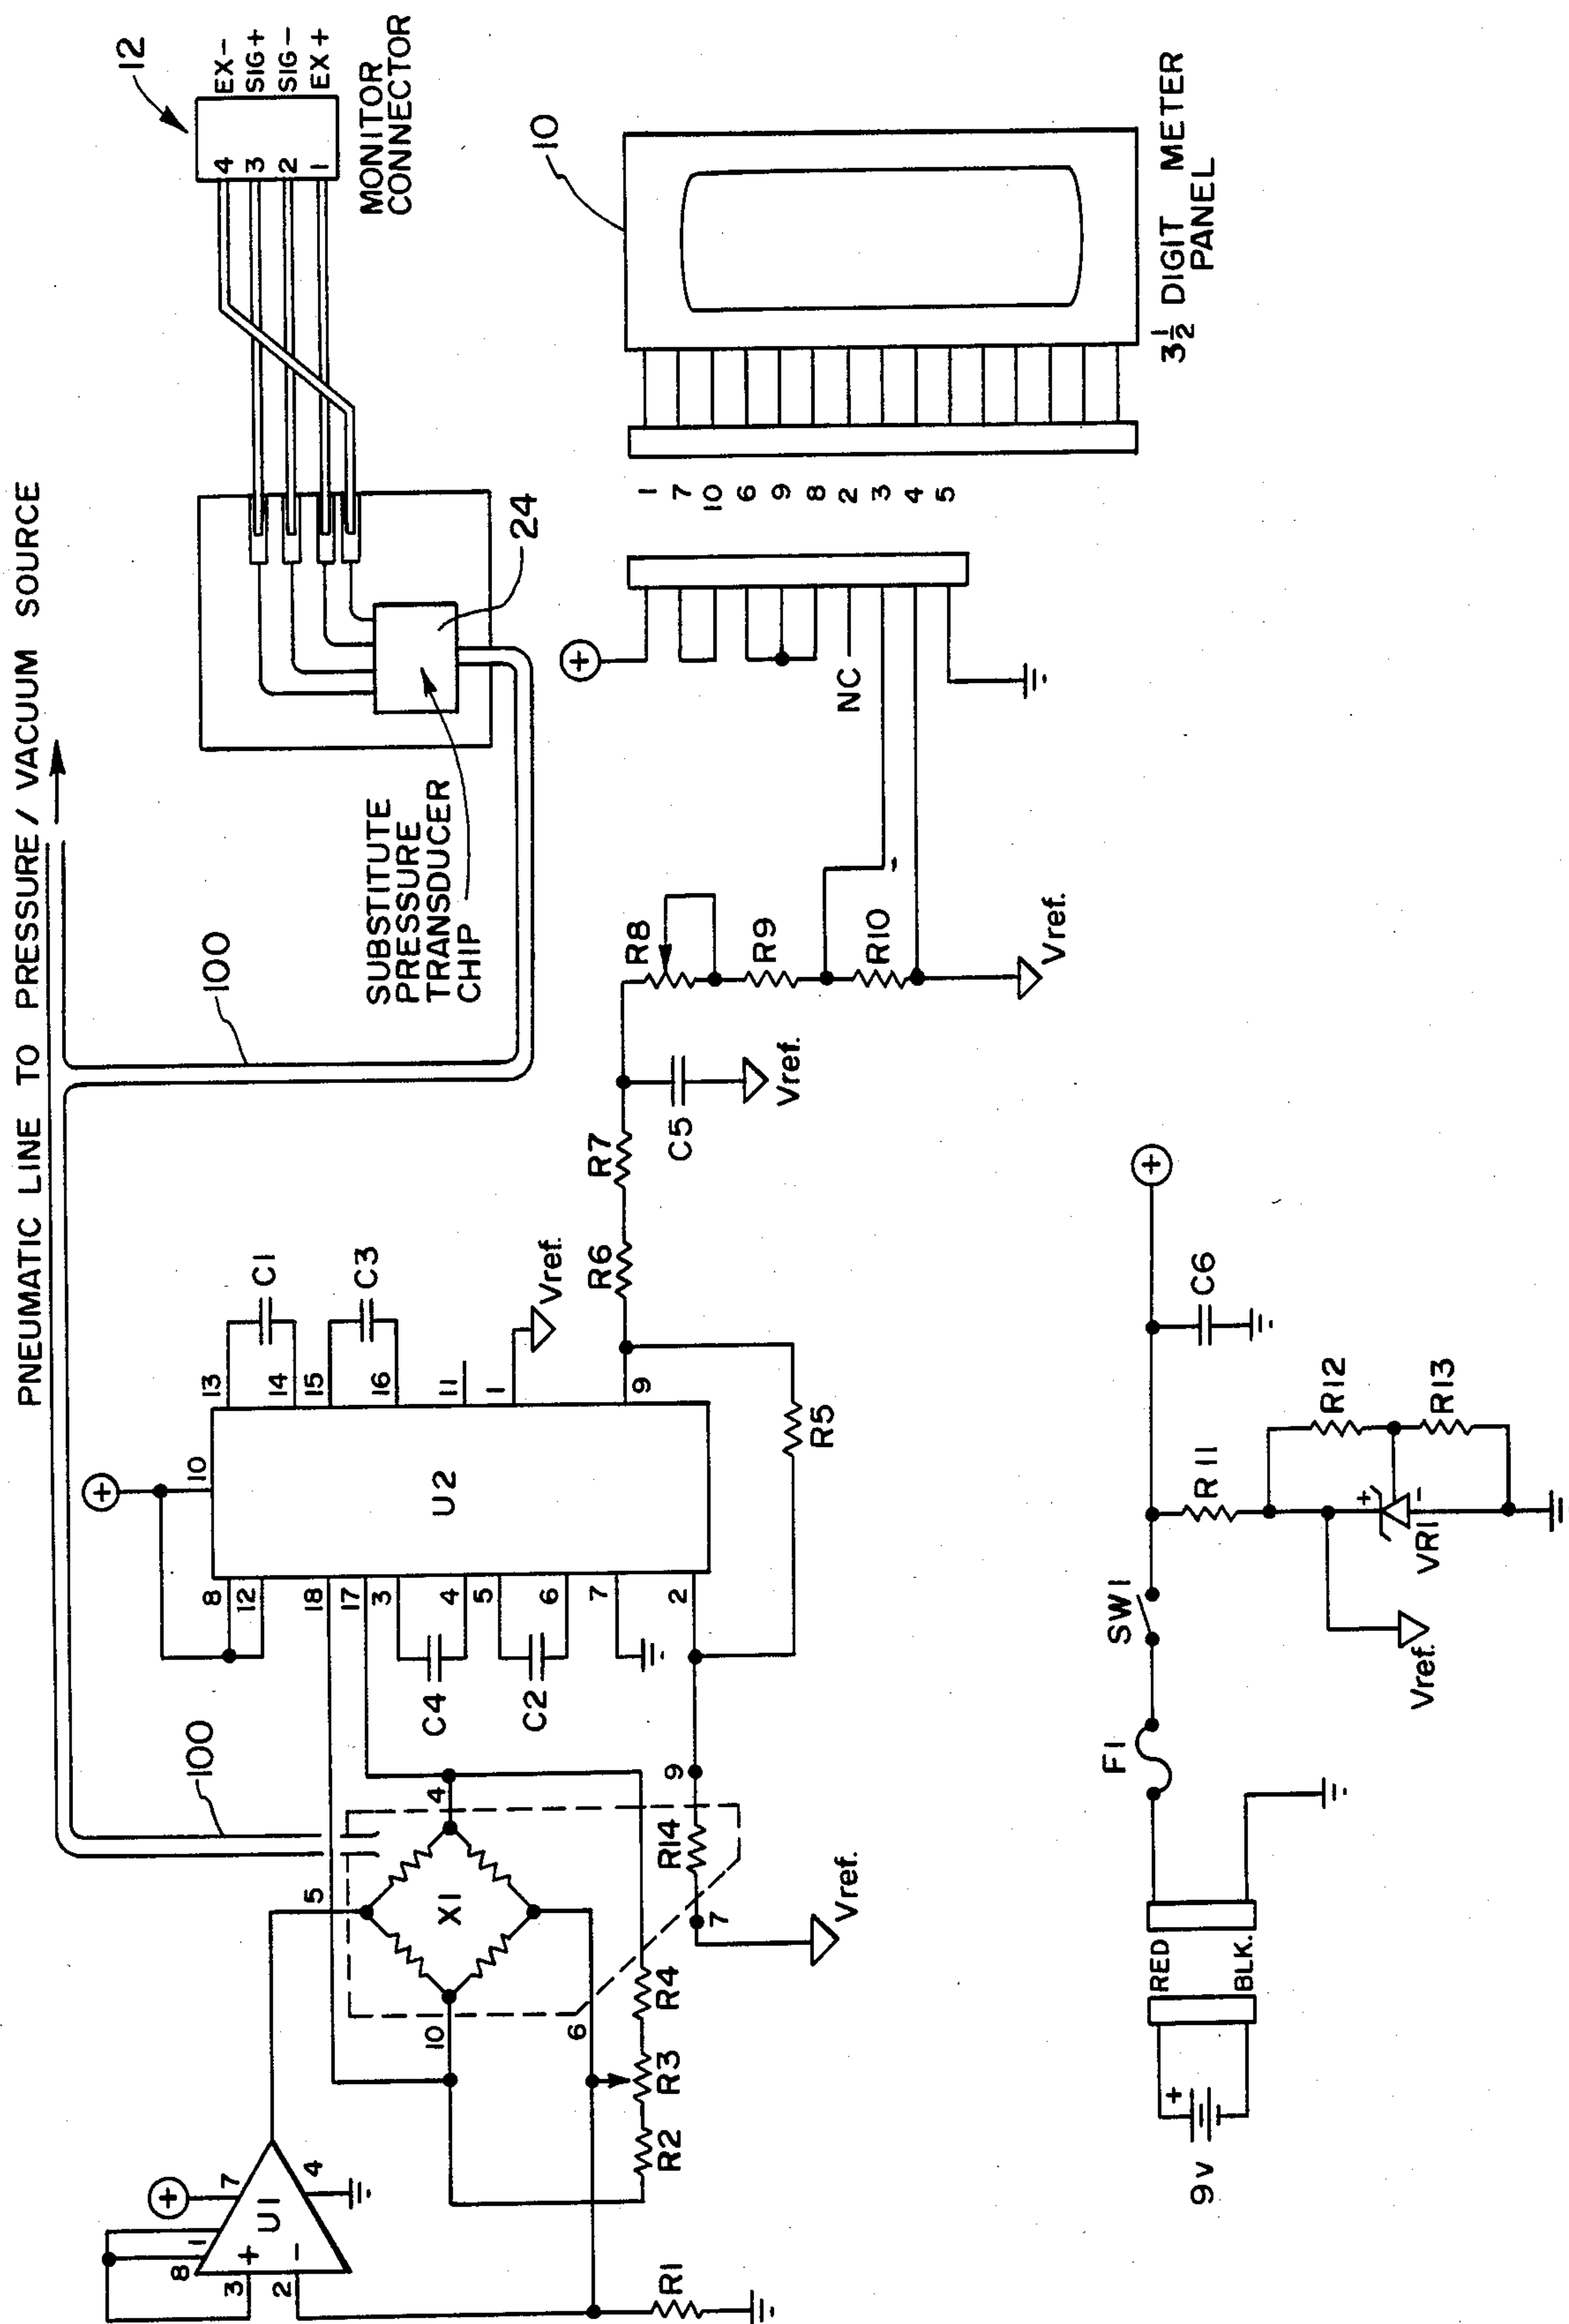 PNEUMATIC LINE TO PRESSURE / VACUUM SOURCE
100
100
12
4 EX-
3 SIG+
2 SIG-
1 EX+
MONITOR
CONNECTOR
24
SUBSTITUTE
PRESSURE
TRANSDUCER
CHIP
10
3 1/2 DIGIT METER
PANEL
1
7
10
6
9
8
2
3
4
5
+
NC
-
R8
R9
R10
Vref.
C5
Vref.
R7
R6
R5
+
10
U2
13
14
15
16
11
1
9
C1
C3
Vref.
8
12
18
17
3
4
5
6
7
2
C4
C2
9
R14
7
Vref.
X1
5
4
10
6
R4
R3
R2
R1
+
7
4
U1
1
8
3 +
2 -
9V
+
RED
BLK.
F1
SW1
R11
R12
R13
VR1
+
-
Vref.
C6
+